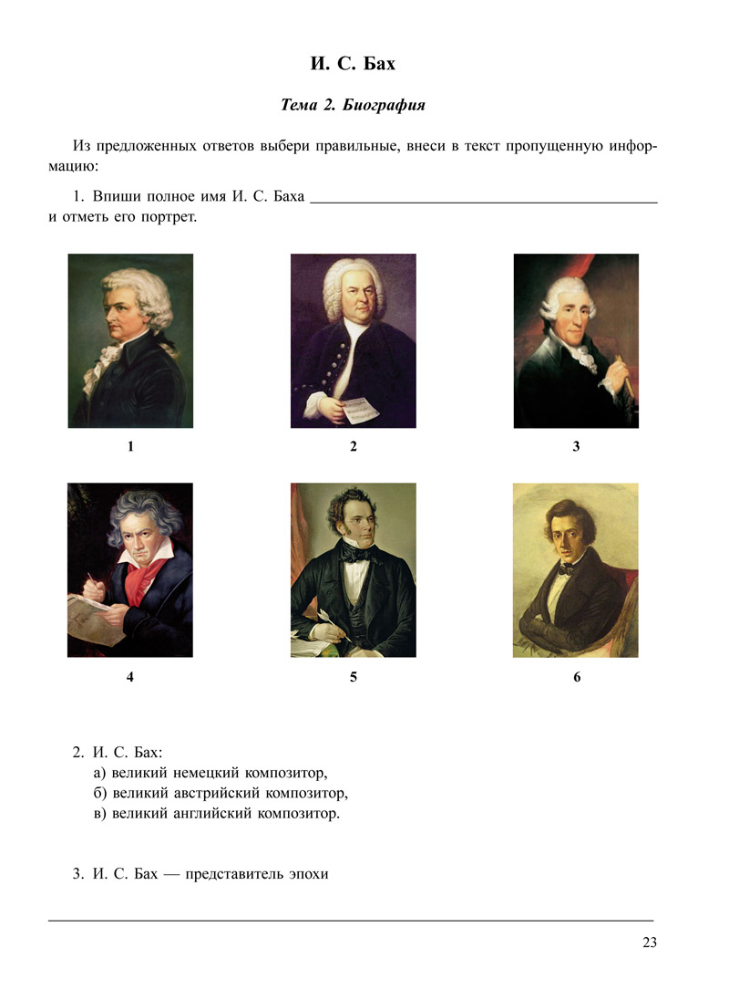 И. С. Бах
Тема 2. Биография
Из предложенных ответов выбери правильные, внеси в текст пропущенную инфор-
мацию:
1. Впиши полное имя И. С. Баха
и отметь его портрет.
1
2
3
4
5
6
2. И. С. Бах:
а) великий немецкий композитор,
б) великий австрийский композитор,
в) великий английский композитор.
3. И. С. Бах — представитель эпохи
23